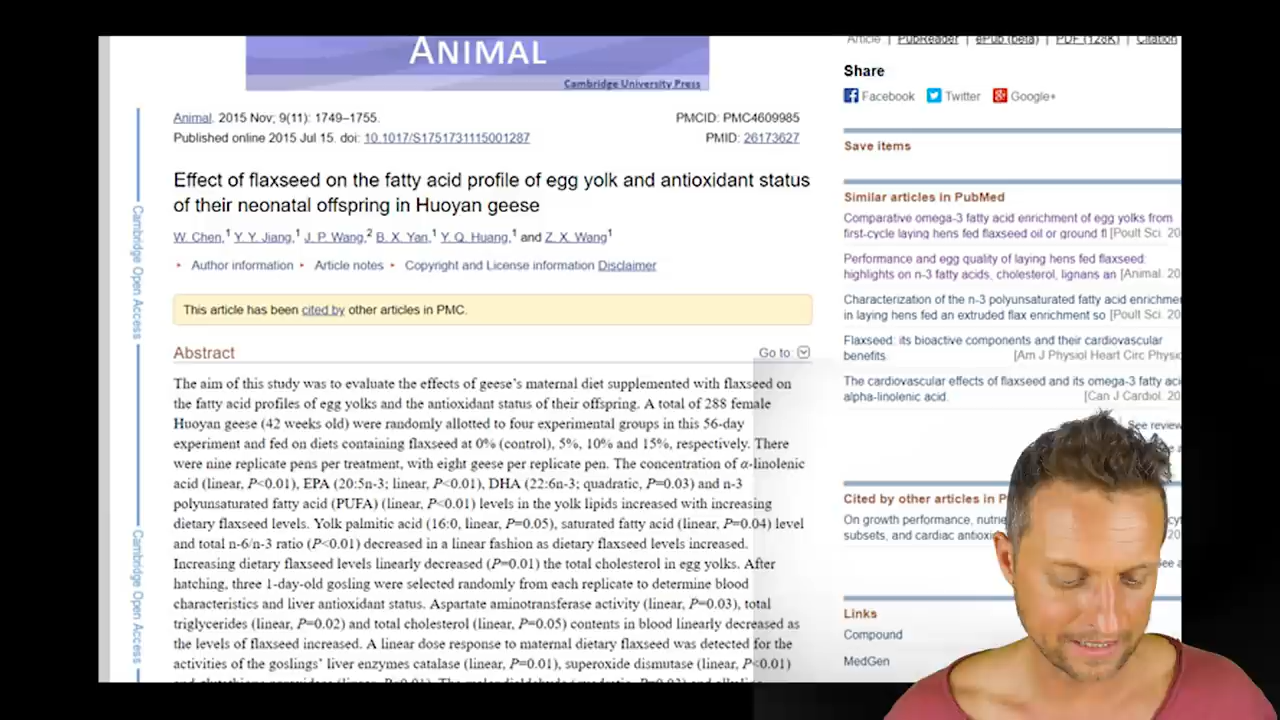 ANIMAL
Cambridge University Press
Animal. 2015 Nov; 9(11): 1749–1755.
PMCID: PMC4609985
Published online 2015 Jul 15. doi: 10.1017/S1751731115001287
PMID: 26173627
Effect of flaxseed on the fatty acid profile of egg yolk and antioxidant status
of their neonatal offspring in Huoyan geese
W. Chen,1 Y. Y. Jiang,1 J. P. Wang,2 B. X. Yan,1 Y. Q. Huang,1 and Z. X. Wang1
Author information Article notes Copyright and License information Disclaimer
This article has been cited by other articles in PMC.
Abstract
Go to:
The aim of this study was to evaluate the effects of geese's maternal diet supplemented with flaxseed on
the fatty acid profiles of egg yolks and the antioxidant status of their offspring. A total of 288 female
Huoyan geese (42 weeks old) were randomly allotted to four experimental groups in this 56-day
experiment and fed on diets containing flaxseed at 0% (control), 5%, 10% and 15%, respectively. There
were nine replicate pens per treatment, with eight geese per replicate pen. The concentration of α-linolenic
acid (linear, P<0.01), EPA (20:5n-3; linear, P<0.01), DHA (22:6n-3; quadratic, P=0.03) and n-3
polyunsaturated fatty acid (PUFA) (linear, P<0.01) levels in the yolk lipids increased with increasing
dietary flaxseed levels. Yolk palmitic acid (16:0, linear, P=0.05), saturated fatty acid (linear, P=0.04) level
and total n-6/n-3 ratio (P<0.01) decreased in a linear fashion as dietary flaxseed levels increased.
Increasing dietary flaxseed levels linearly decreased (P=0.01) the total cholesterol in egg yolks. After
hatching, three 1-day-old gosling were selected randomly from each replicate to determine blood
characteristics and liver antioxidant status. Aspartate aminotransferase activity (linear, P=0.03), total
triglycerides (linear, P=0.02) and total cholesterol (linear, P=0.05) contents in blood linearly decreased as
the levels of flaxseed increased. A linear dose response to maternal dietary flaxseed was detected for the
activities of the goslings' liver enzymes catalase (linear, P=0.01), superoxide dismutase (linear, P<0.01)
Cambridge Open Access
Cambridge Open Access
Cambridge Open Access
Article | PubReader | ePub (beta) | PDF (128K) | Citation
Share
Facebook Twitter Google+
Save items
Similar articles in PubMed
Comparative omega-3 fatty acid enrichment of egg yolks from
first-cycle laying hens fed flaxseed oil or ground fl [Poult Sci. 20
Performance and egg quality of laying hens fed flaxseed:
highlights on n-3 fatty acids, cholesterol, lignans an [Animal. 20
Characterization of the n-3 polyunsaturated fatty acid enrichme
in laying hens fed an extruded flax enrichment so [Poult Sci. 20
Flaxseed: its bioactive components and their cardiovascular
benefits. [Am J Physiol Heart Circ Physio
The cardiovascular effects of flaxseed and its omega-3 fatty aci
alpha-linolenic acid. [Can J Cardiol. 20
See review
See a
Cited by other articles in P
On growth performance, nutrie
subsets, and cardiac antioxi
See a
Links
Compound
MedGen